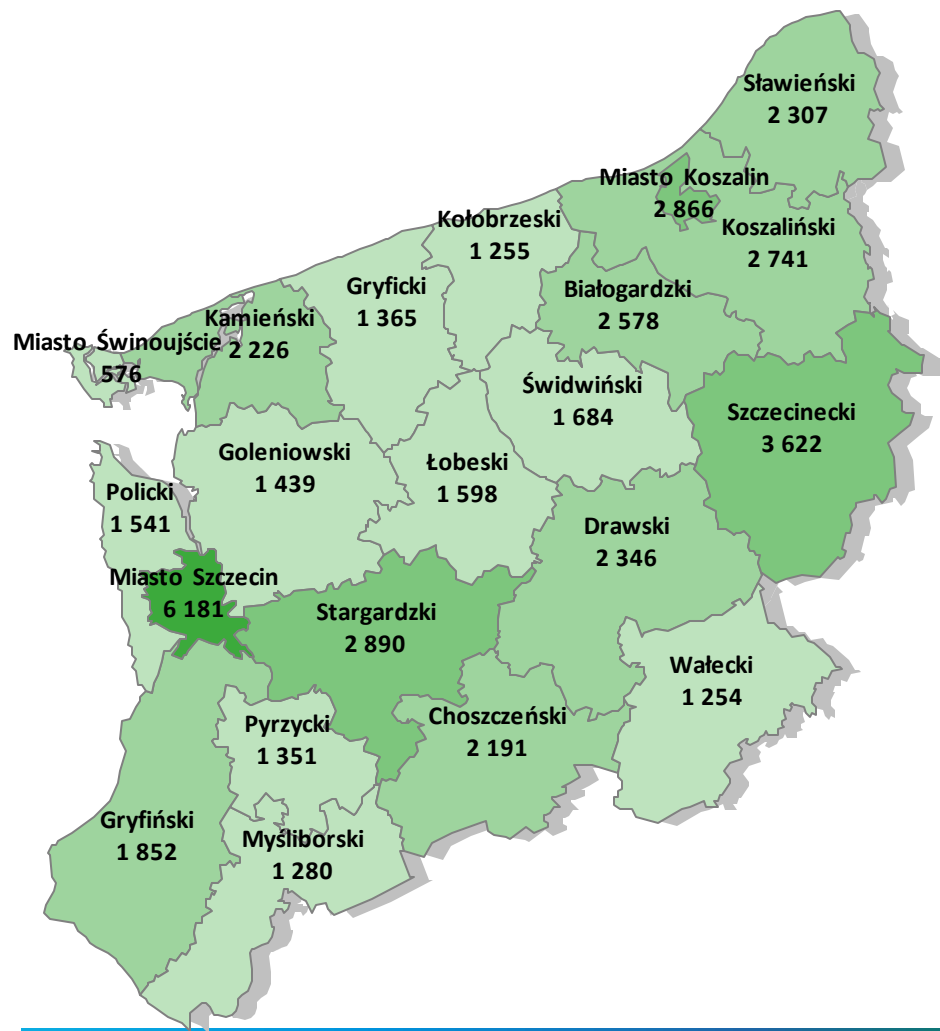 Sławieński
2 307
Miasto Koszalin
2 866
Kołobrzeski
1 255
Koszaliński
2 741
Gryficki
1 365
Białogardzki
2 578
Kamieński
2 226
Miasto Świnoujście
576
Świdwiński
1 684
Szczecinecki
3 622
Goleniowski
1 439
Łobeski
1 598
Policki
1 541
Drawski
2 346
Miasto Szczecin
6 181
Stargardzki
2 890
Wałecki
1 254
Choszczeński
2 191
Pyrzycki
1 351
Gryfiński
1 852
Myśliborski
1 280